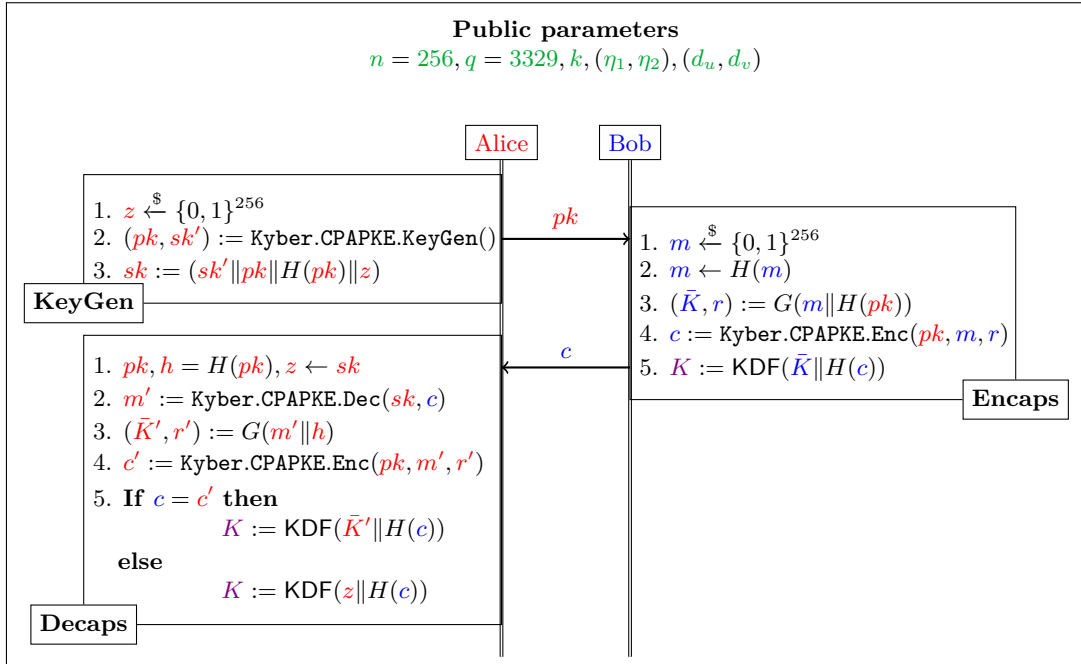 Public parameters
n = 256, q = 3329, k, (η₁, η₂), (d_u, d_v)
Alice
Bob
1. z ←$ {0, 1}²⁵⁶
2. (pk, sk′) := Kyber.CPAPKE.KeyGen()
3. sk := (sk′‖pk‖H(pk)‖z)
KeyGen
pk
1. m ←$ {0, 1}²⁵⁶
2. m ← H(m)
3. (K̄, r) := G(m‖H(pk))
4. c := Kyber.CPAPKE.Enc(pk, m, r)
5. K := KDF(K̄‖H(c))
Encaps
c
1. pk, h = H(pk), z ← sk
2. m′ := Kyber.CPAPKE.Dec(sk, c)
3. (K̄′, r′) := G(m′‖h)
4. c′ := Kyber.CPAPKE.Enc(pk, m′, r′)
5. If c = c′ then
K := KDF(K̄′‖H(c))
else
K := KDF(z‖H(c))
Decaps